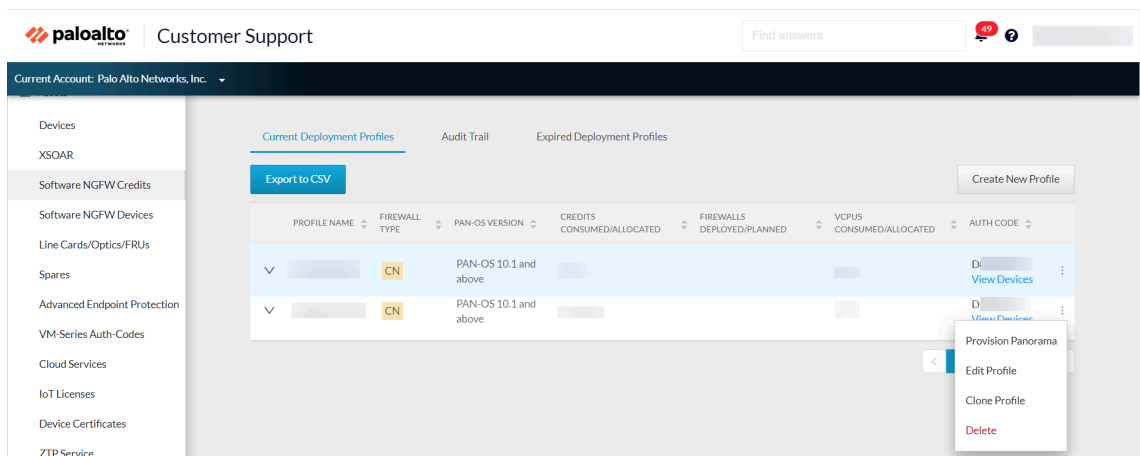 paloalto
NETWORKS
Customer Support
Find answers
49
?
Current Account: Palo Alto Networks, Inc.
Devices
XSOAR
Software NGFW Credits
Software NGFW Devices
Line Cards/Optics/FRUs
Spares
Advanced Endpoint Protection
VM-Series Auth-Codes
Cloud Services
IoT Licenses
Device Certificates
ZTP Service
Current Deployment Profiles
Audit Trail
Expired Deployment Profiles
Export to CSV
Create New Profile
PROFILE NAME
FIREWALL
TYPE
PAN-OS VERSION
CREDITS
CONSUMED/ALLOCATED
FIREWALLS
DEPLOYED/PLANNED
VCPUS
CONSUMED/ALLOCATED
AUTH CODE
CN
PAN-OS 10.1 and
above
D
View Devices
CN
PAN-OS 10.1 and
above
D
View Devices
Provision Panorama
Edit Profile
Clone Profile
Delete